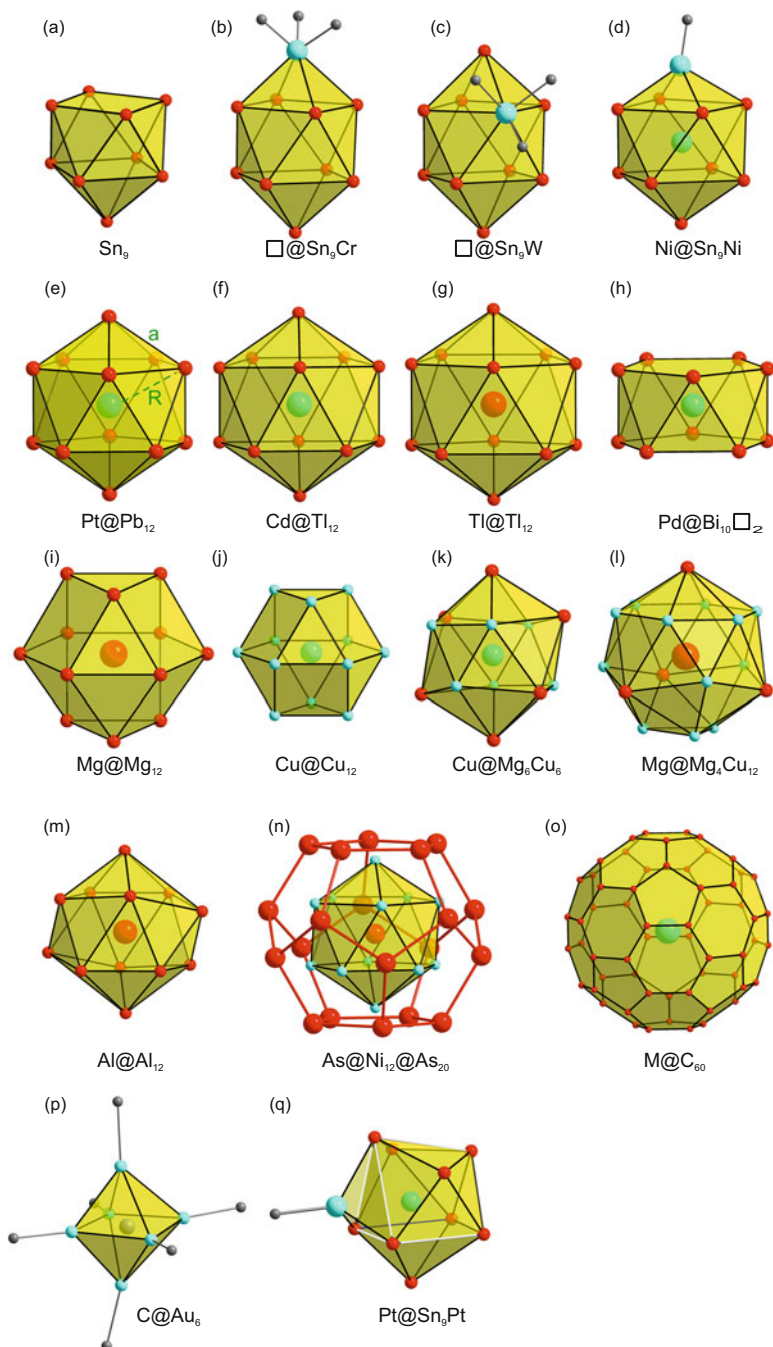 (a) (b) (c) (d)
Sn₉ □@Sn₉Cr □@Sn₉W Ni@Sn₉Ni
(e) (f) (g) (h)
a
R
Pt@Pb₁₂ Cd@Tl₁₂ Tl@Tl₁₂ Pd@Bi₁₀□₂
(i) (j) (k) (l)
Mg@Mg₁₂ Cu@Cu₁₂ Cu@Mg₆Cu₆ Mg@Mg₄Cu₁₂
(m) (n) (o)
Al@Al₁₂ As@Ni₁₂@As₂₀ M@C₆₀
(p) (q)
C@Au₆ Pt@Sn₉Pt